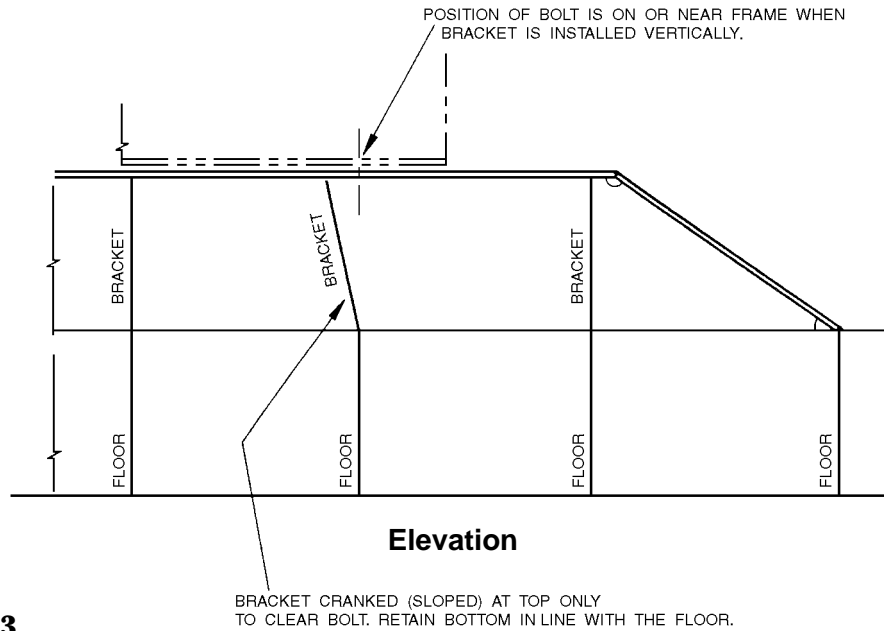 POSITION OF BOLT IS ON OR NEAR FRAME WHEN
BRACKET IS INSTALLED VERTICALLY.
BRACKET
BRACKET
BRACKET
FLOOR
FLOOR
FLOOR
FLOOR
Elevation
BRACKET CRANKED (SLOPED) AT TOP ONLY
TO CLEAR BOLT. RETAIN BOTTOM IN LINE WITH THE FLOOR.
3